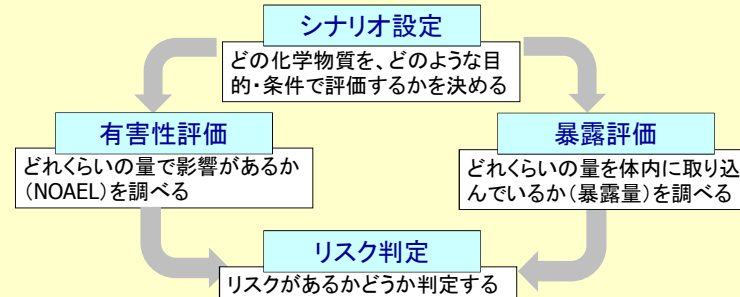 シナリオ設定
どの化学物質を、どのような目
的・条件で評価するかを決める
有害性評価
どれくらいの量で影響があるか
(NOAEL)を調べる
暴露評価
どれくらいの量を体内に取り込
んでいるか(暴露量)を調べる
リスク判定
リスクがあるかどうか判定する